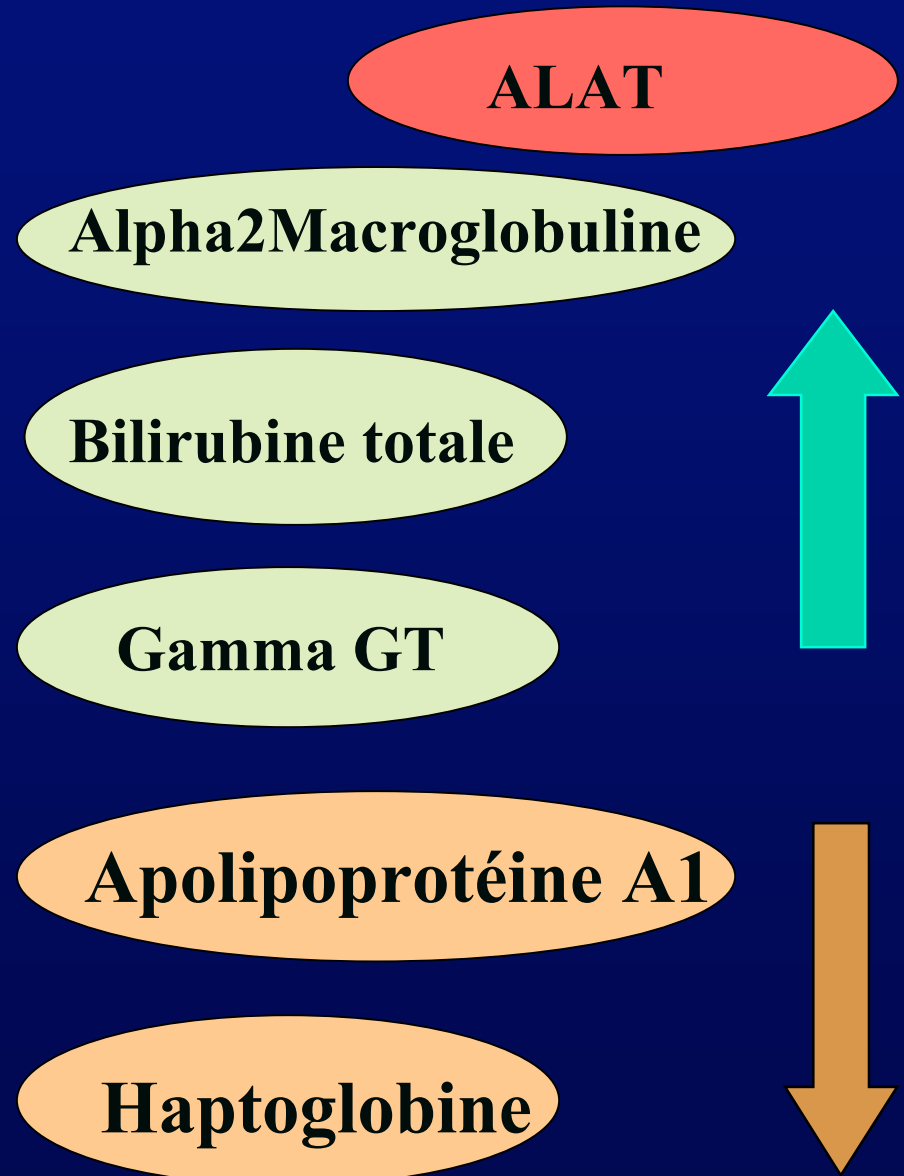 ALAT
Alpha2Macroglobuline
Bilirubine totale
Gamma GT
Apolipoprotéine A1
Haptoglobine